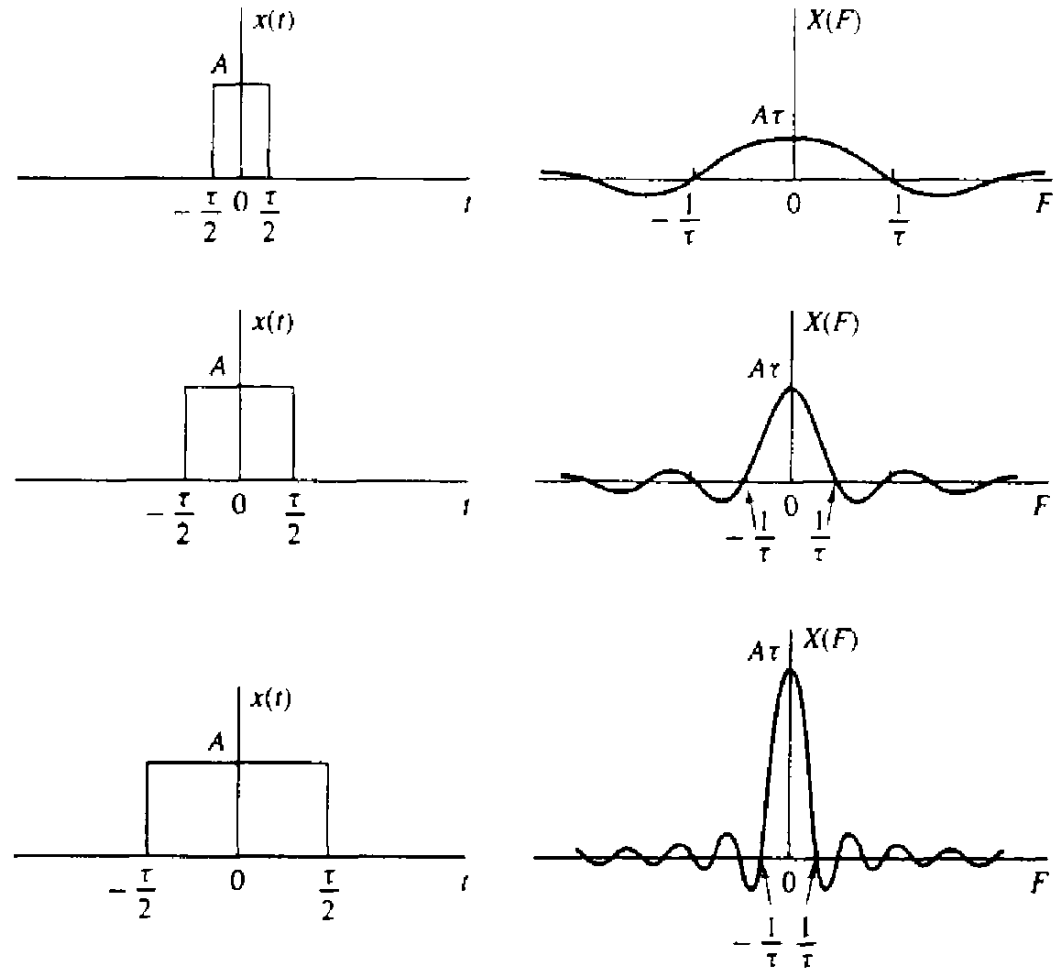 x(t)
A
-τ/2 0 τ/2 t
X(F)
Aτ
-1/τ 0 1/τ F
x(t)
A
-τ/2 0 τ/2 t
X(F)
Aτ
-1/τ 0 1/τ F
x(t)
A
-τ/2 0 τ/2 t
X(F)
Aτ
-1/τ 0 1/τ F